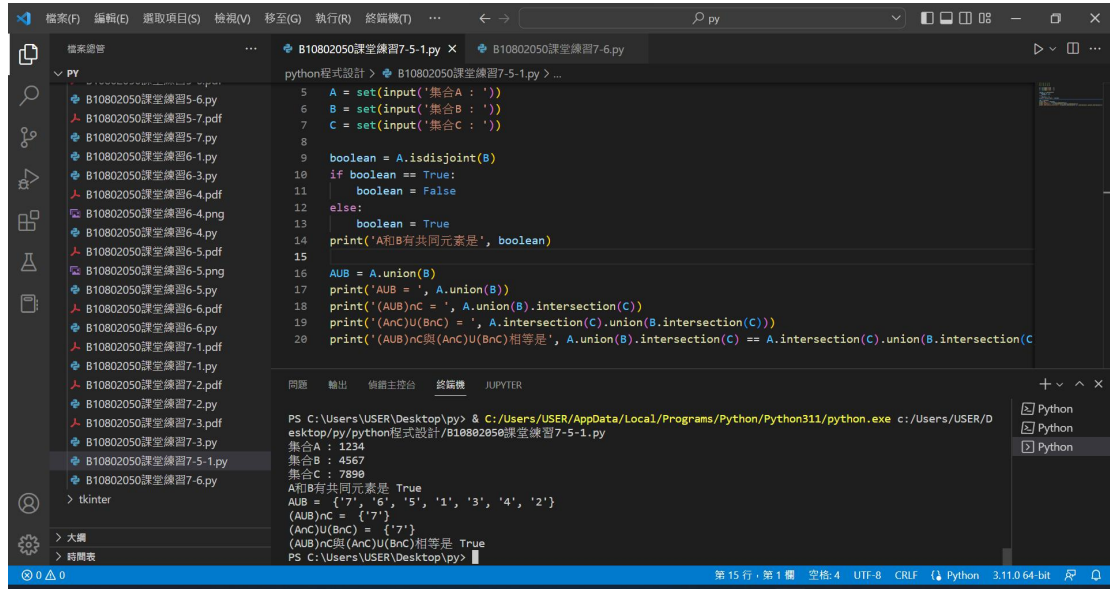 檔案(F) 編輯(E) 選取項目(S) 檢視(V) 移至(G) 執行(R) 終端機(T) ··· py
檔案總管 ···
PY
B10802050課堂練習5-6.py
B10802050課堂練習5-7.pdf
B10802050課堂練習5-7.py
B10802050課堂練習6-1.py
B10802050課堂練習6-3.py
B10802050課堂練習6-4.pdf
B10802050課堂練習6-4.png
B10802050課堂練習6-4.py
B10802050課堂練習6-5.pdf
B10802050課堂練習6-5.png
B10802050課堂練習6-5.py
B10802050課堂練習6-6.pdf
B10802050課堂練習6-6.py
B10802050課堂練習7-1.pdf
B10802050課堂練習7-1.py
B10802050課堂練習7-2.pdf
B10802050課堂練習7-2.py
B10802050課堂練習7-3.pdf
B10802050課堂練習7-3.py
B10802050課堂練習7-5-1.py
B10802050課堂練習7-6.py
> tkinter
> 大綱
> 時間表
B10802050課堂練習7-5-1.py × B10802050課堂練習7-6.py
python程式設計 > B10802050課堂練習7-5-1.py > ...
5 A = set(input('集合A : '))
6 B = set(input('集合B : '))
7 C = set(input('集合C : '))
8
9 boolean = A.isdisjoint(B)
10 if boolean == True:
11 boolean = False
12 else:
13 boolean = True
14 print('A和B有共同元素是', boolean)
15
16 AUB = A.union(B)
17 print('AUB = ', A.union(B))
18 print('(AUB)nC = ', A.union(B).intersection(C))
19 print('(AnC)U(BnC) = ', A.intersection(C).union(B.intersection(C)))
20 print('(AUB)nC與(AnC)U(BnC)相等是', A.union(B).intersection(C) == A.intersection(C).union(B.intersection(C
問題 輸出 偵錯主控台 終端機 JUPYTER
PS C:\Users\USER\Desktop\py> & C:/Users/USER/AppData/Local/Programs/Python/Python311/python.exe c:/Users/USER/D
esktop/py/python程式設計/B10802050課堂練習7-5-1.py
集合A : 1234
集合B : 4567
集合C : 7890
A和B有共同元素是 True
AUB =  {'7', '6', '5', '1', '3', '4', '2'}
(AUB)nC =  {'7'}
(AnC)U(BnC) =  {'7'}
(AUB)nC與(AnC)U(BnC)相等是 True
PS C:\Users\USER\Desktop\py>
Python
Python
Python
0 0 第 15 行，第 1 欄 空格: 4 UTF-8 CRLF Python 3.11.0 64-bit